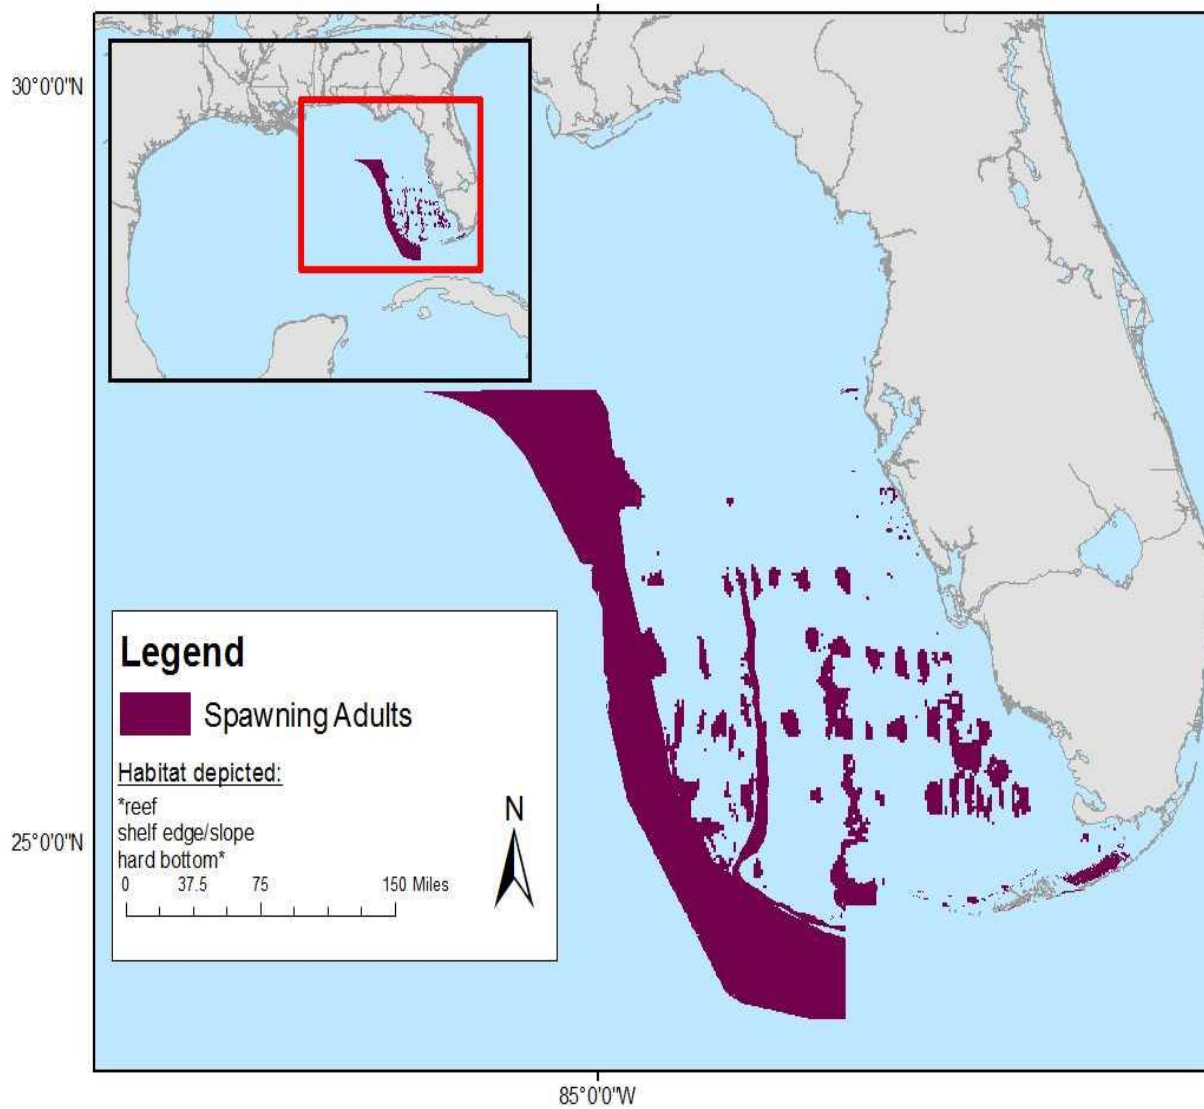 30°0'0"N
Legend
Spawning Adults
Habitat depicted:
*reef
shelf edge/slope
hard bottom*
0 37.5 75 150 Miles
N
25°0'0"N
85°0'0"W